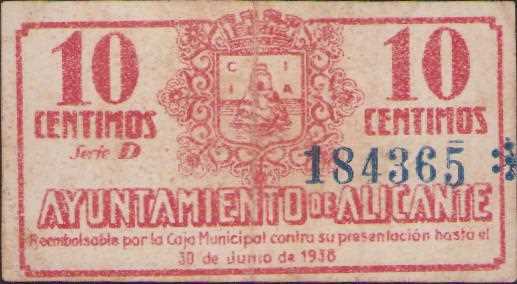 10 10
CENTIMOS CENTIMOS
C I
I A
Serie D
184365
AYUNTAMIENTO DE ALICANTE
Reembolsable por la Caja Municipal contra su presentación hasta el
30 de Junio de 1938